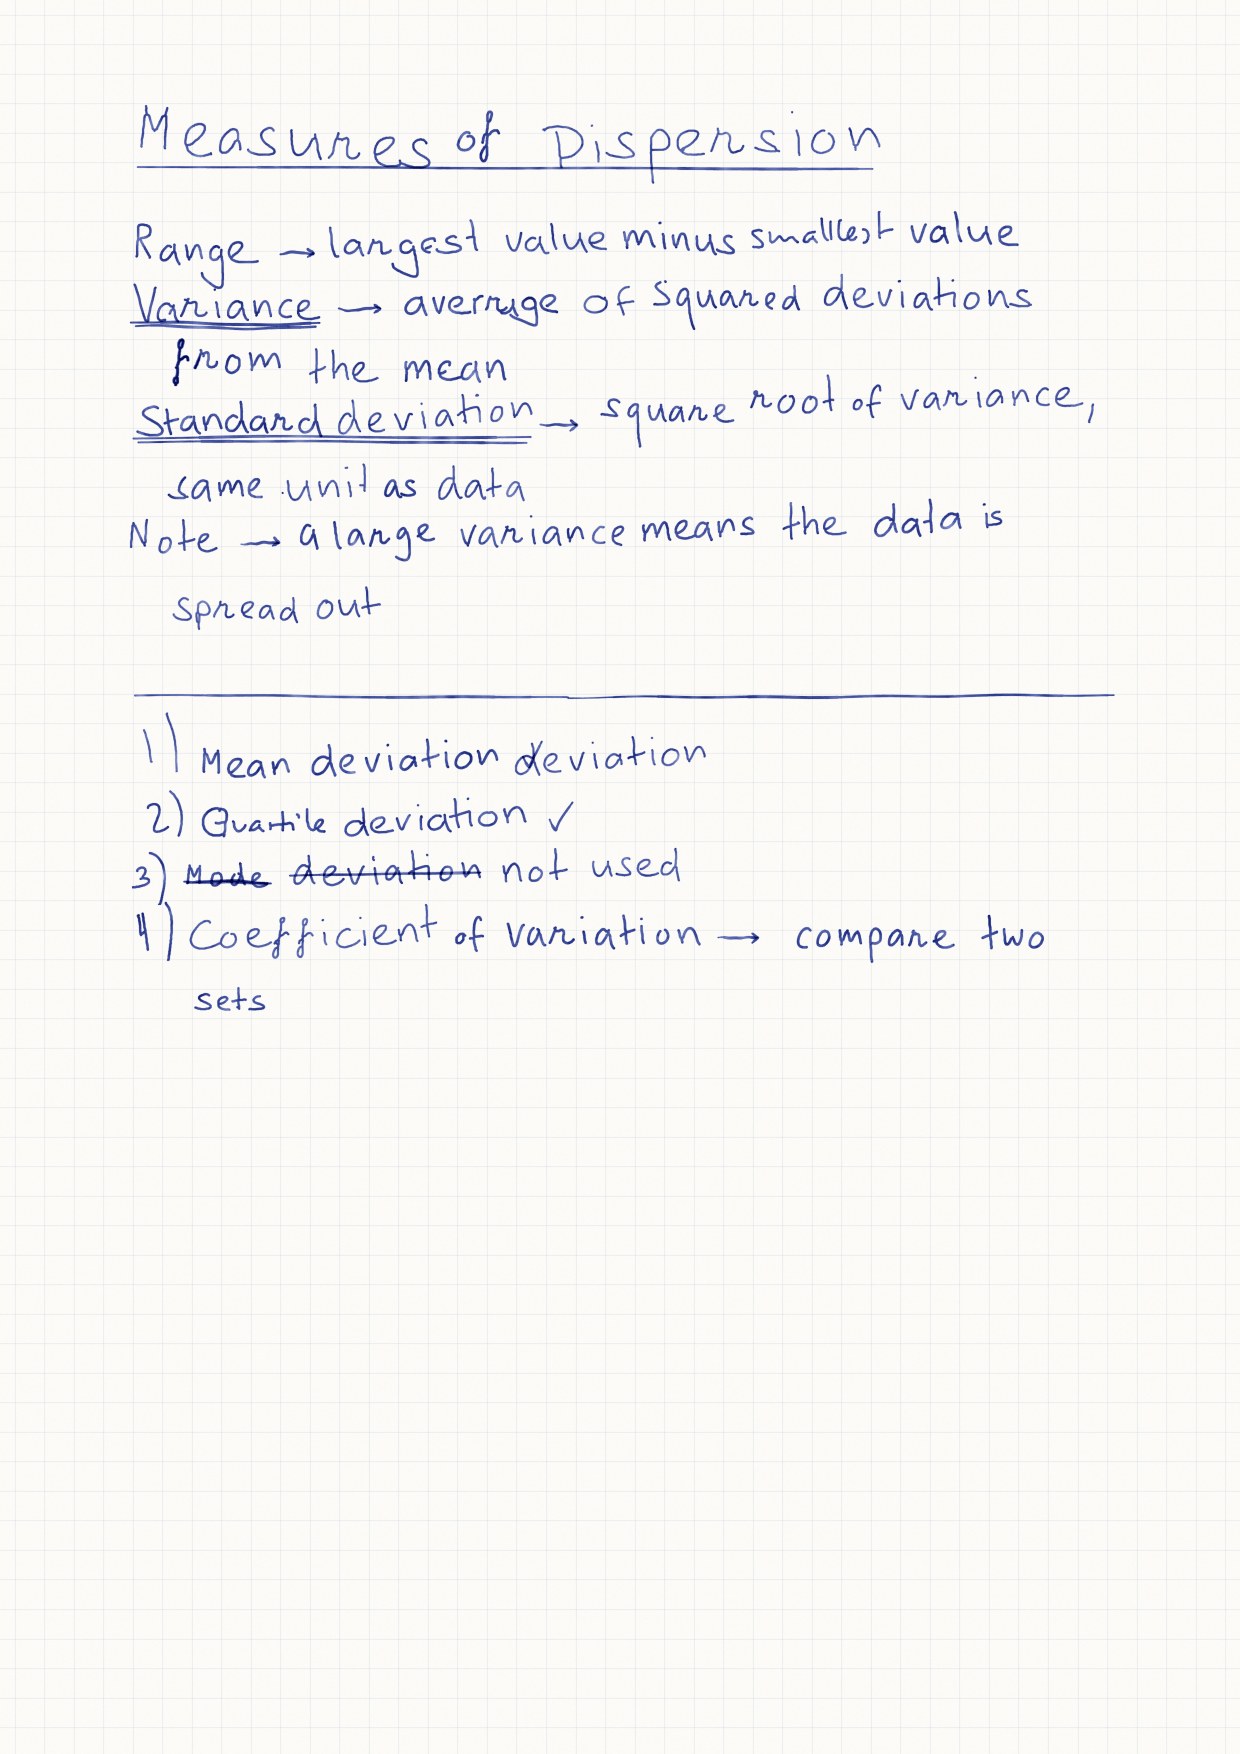 Measures of Dispersion
Range → largest value minus smallest value
Variance → average of squared deviations
from the mean
Standard deviation → square root of variance,
same unit as data
Note → a large variance means the data is
spread out
1) Mean deviation deviation
2) Quartile deviation ✓
3) Mode deviation not used
4) Coefficient of variation → compare two
sets